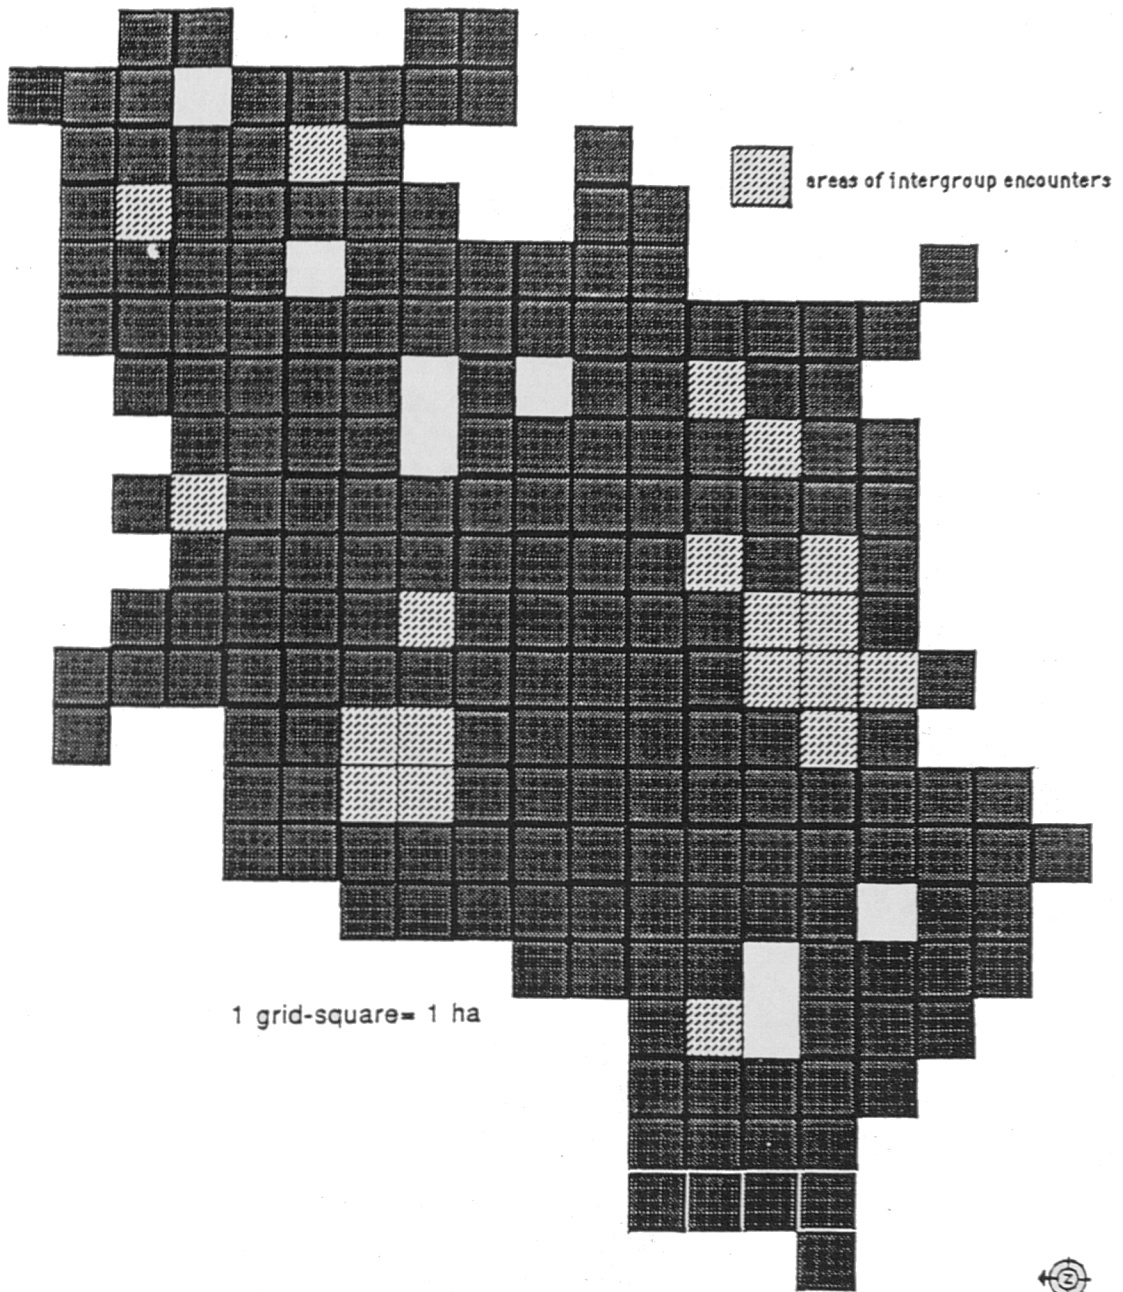 areas of intergroup encounters
1 grid-square= 1 ha
Z